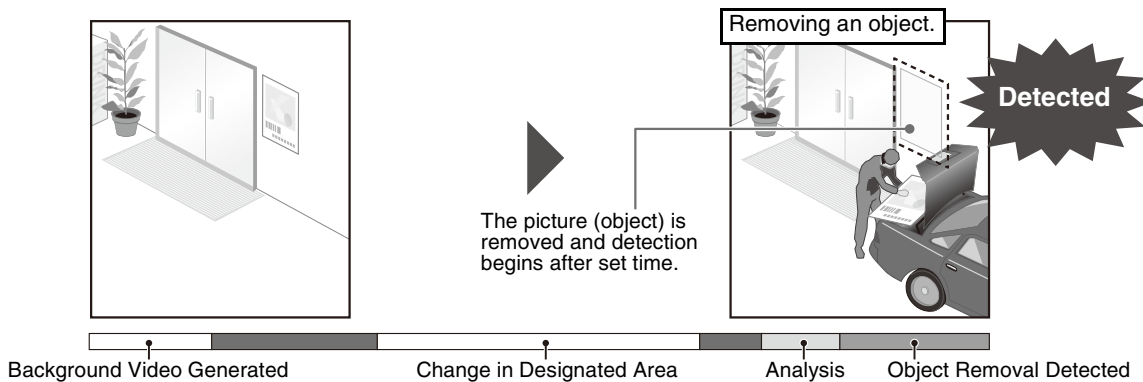 Removing an object.
Detected
The picture (object) is
removed and detection
begins after set time.
Background Video Generated
Change in Designated Area
Analysis
Object Removal Detected